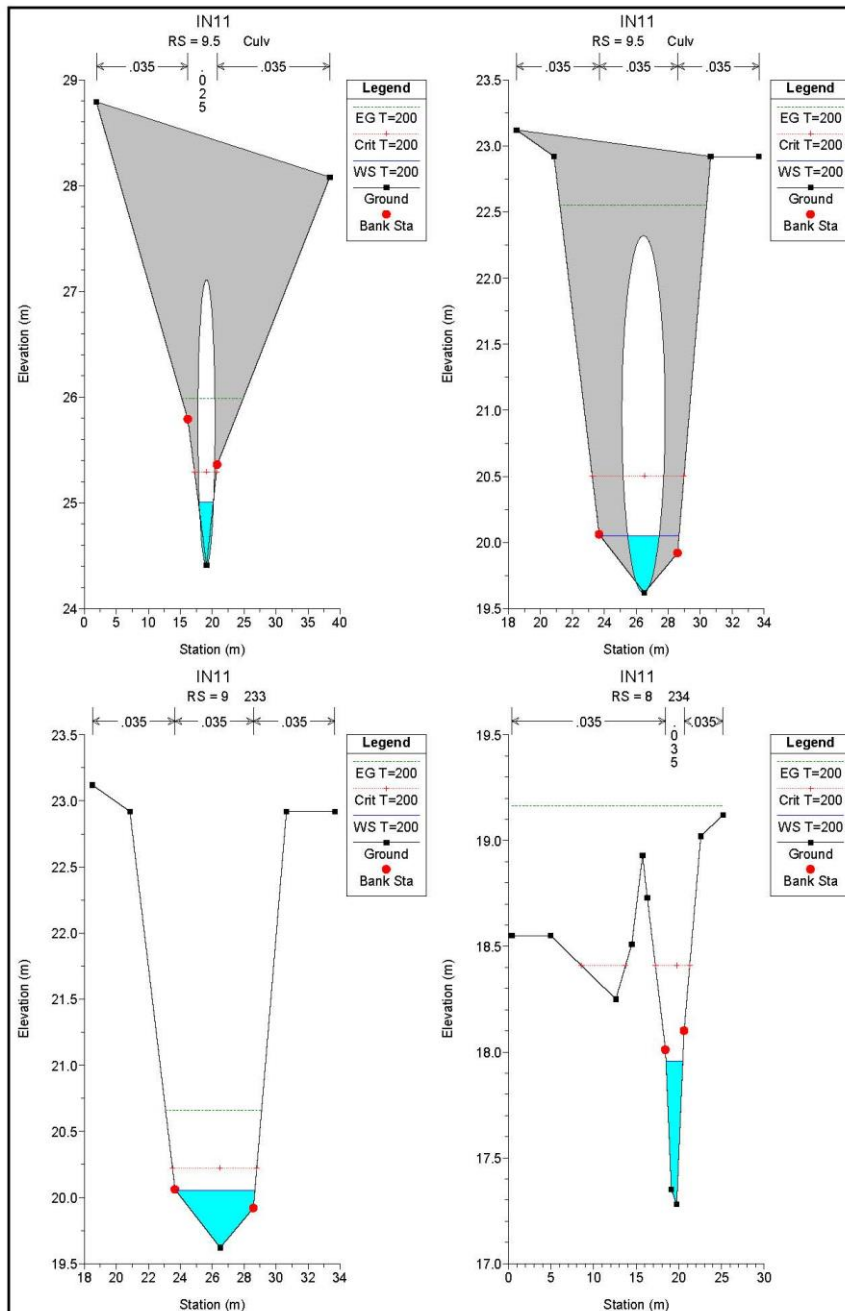 IN11
RS = 9.5 Culv
.035 .025 .035
29
28
27
26
25
24
Elevation (m)
0 5 10 15 20 25 30 35 40
Station (m)
Legend
EG T=200
Crit T=200
WS T=200
Ground
Bank Sta
IN11
RS = 9.5 Culv
.035 .035 .035
23.5
23.0
22.5
22.0
21.5
21.0
20.5
20.0
19.5
Elevation (m)
18 20 22 24 26 28 30 32 34
Station (m)
Legend
EG T=200
Crit T=200
WS T=200
Ground
Bank Sta
IN11
RS = 9 233
.035 .035 .035
23.5
23.0
22.5
22.0
21.5
21.0
20.5
20.0
19.5
Elevation (m)
18 20 22 24 26 28 30 32 34
Station (m)
Legend
EG T=200
Crit T=200
WS T=200
Ground
Bank Sta
IN11
RS = 8 234
.035 .035 .035
19.5
19.0
18.5
18.0
17.5
17.0
Elevation (m)
0 5 10 15 20 25 30
Station (m)
Legend
EG T=200
Crit T=200
WS T=200
Ground
Bank Sta